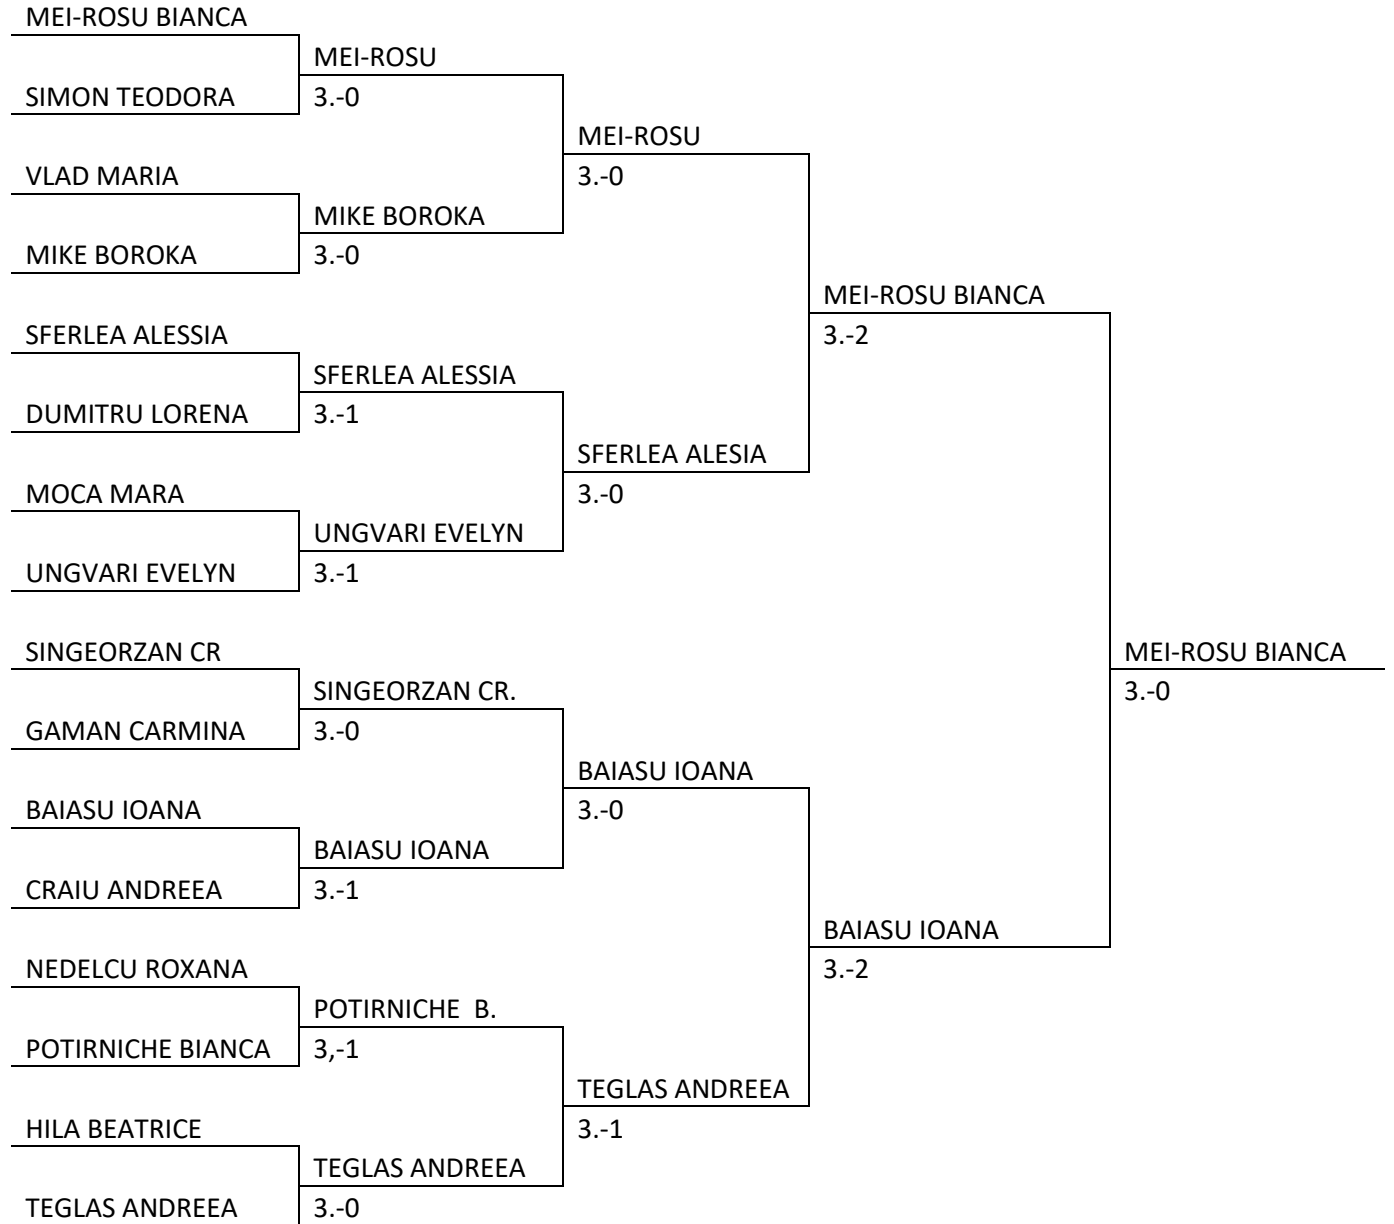 MEI-ROSU BIANCA
MEI-ROSU
SIMON TEODORA
3.-0
MEI-ROSU
VLAD MARIA
3.-0
MIKE BOROKA
MIKE BOROKA
3.-0
MEI-ROSU BIANCA
SFERLEA ALESSIA
3.-2
SFERLEA ALESSIA
DUMITRU LORENA
3.-1
SFERLEA ALESIA
MOCA MARA
3.-0
UNGVARI EVELYN
UNGVARI EVELYN
3.-1
SINGEORZAN CR
MEI-ROSU BIANCA
SINGEORZAN CR.
3.-0
GAMAN CARMINA
3.-0
BAIASU IOANA
BAIASU IOANA
3.-0
BAIASU IOANA
CRAIU ANDREEA
3.-1
BAIASU IOANA
NEDELCU ROXANA
3.-2
POTIRNICHE  B.
POTIRNICHE BIANCA
3,-1
TEGLAS ANDREEA
HILA BEATRICE
3.-1
TEGLAS ANDREEA
TEGLAS ANDREEA
3.-0